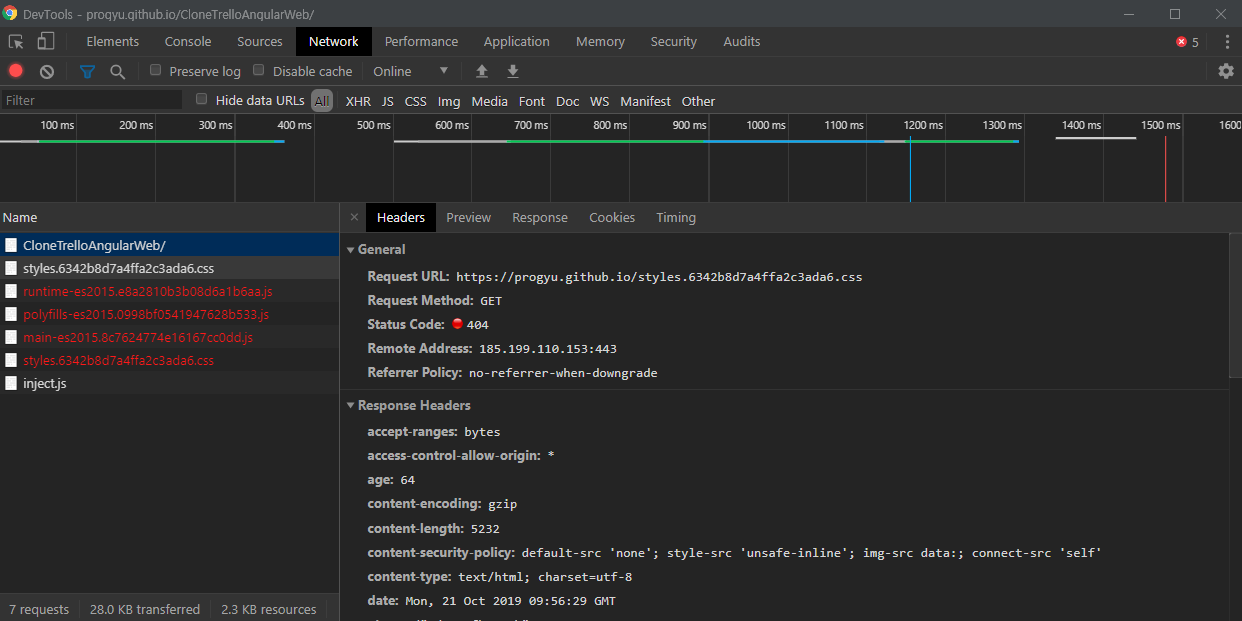 DevTools - progyu.github.io/CloneTrelloAngularWeb/
Elements Console Sources Network Performance Application Memory Security Audits 5
Preserve log Disable cache Online
Filter Hide data URLs All XHR JS CSS Img Media Font Doc WS Manifest Other
100 ms 200 ms 300 ms 400 ms 500 ms 600 ms 700 ms 800 ms 900 ms 1000 ms 1100 ms 1200 ms 1300 ms 1400 ms 1500 ms 1600
Name
CloneTrelloAngularWeb/
styles.6342b8d7a4ffa2c3ada6.css
runtime-es2015.e8a2810b3b08d6a1b6aa.js
polyfills-es2015.0998bf0541947628b533.js
main-es2015.8c7624774e16167cc0dd.js
styles.6342b8d7a4ffa2c3ada6.css
inject.js
7 requests 28.0 KB transferred 2.3 KB resources
× Headers Preview Response Cookies Timing
General
Request URL: https://progyu.github.io/styles.6342b8d7a4ffa2c3ada6.css
Request Method: GET
Status Code: 404
Remote Address: 185.199.110.153:443
Referrer Policy: no-referrer-when-downgrade
Response Headers
accept-ranges: bytes
access-control-allow-origin: *
age: 64
content-encoding: gzip
content-length: 5232
content-security-policy: default-src 'none'; style-src 'unsafe-inline'; img-src data:; connect-src 'self'
content-type: text/html; charset=utf-8
date: Mon, 21 Oct 2019 09:56:29 GMT